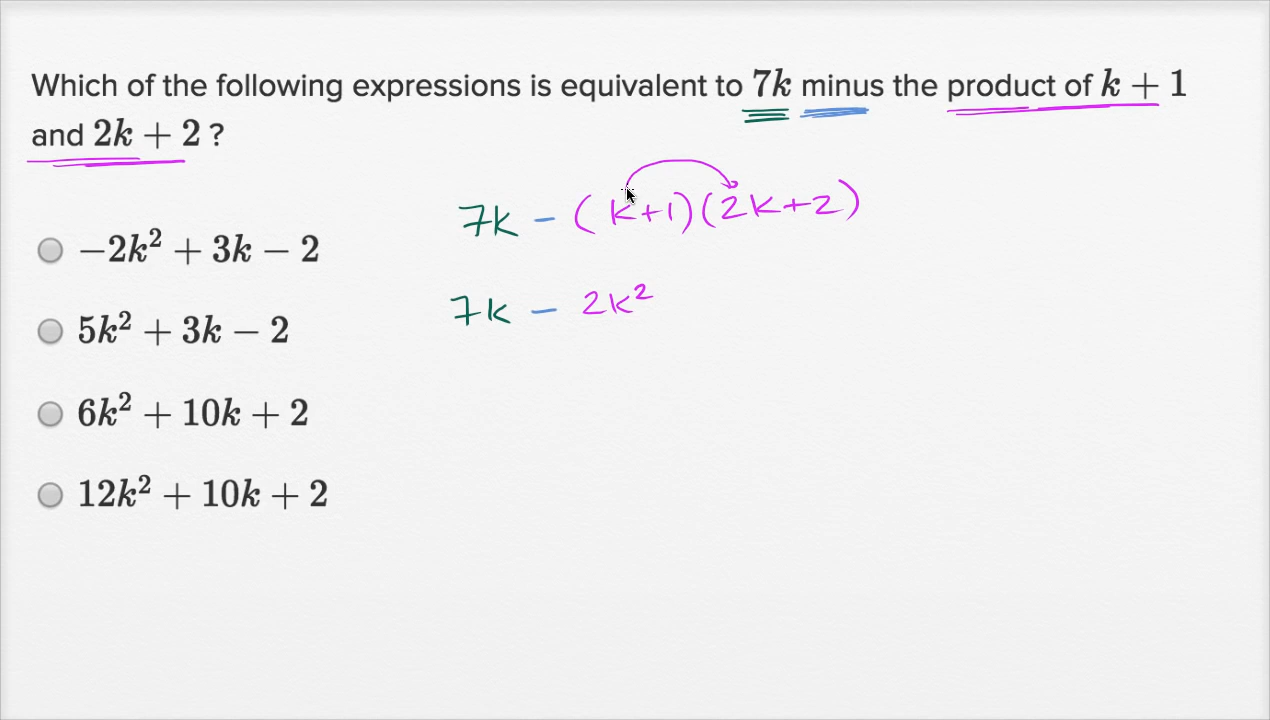 Which of the following expressions is equivalent to 7k minus the product of k + 1
and 2k + 2 ?
7k - (k+1)(2k+2)
−2k² + 3k − 2
7k - 2k²
5k² + 3k − 2
6k² + 10k + 2
12k² + 10k + 2